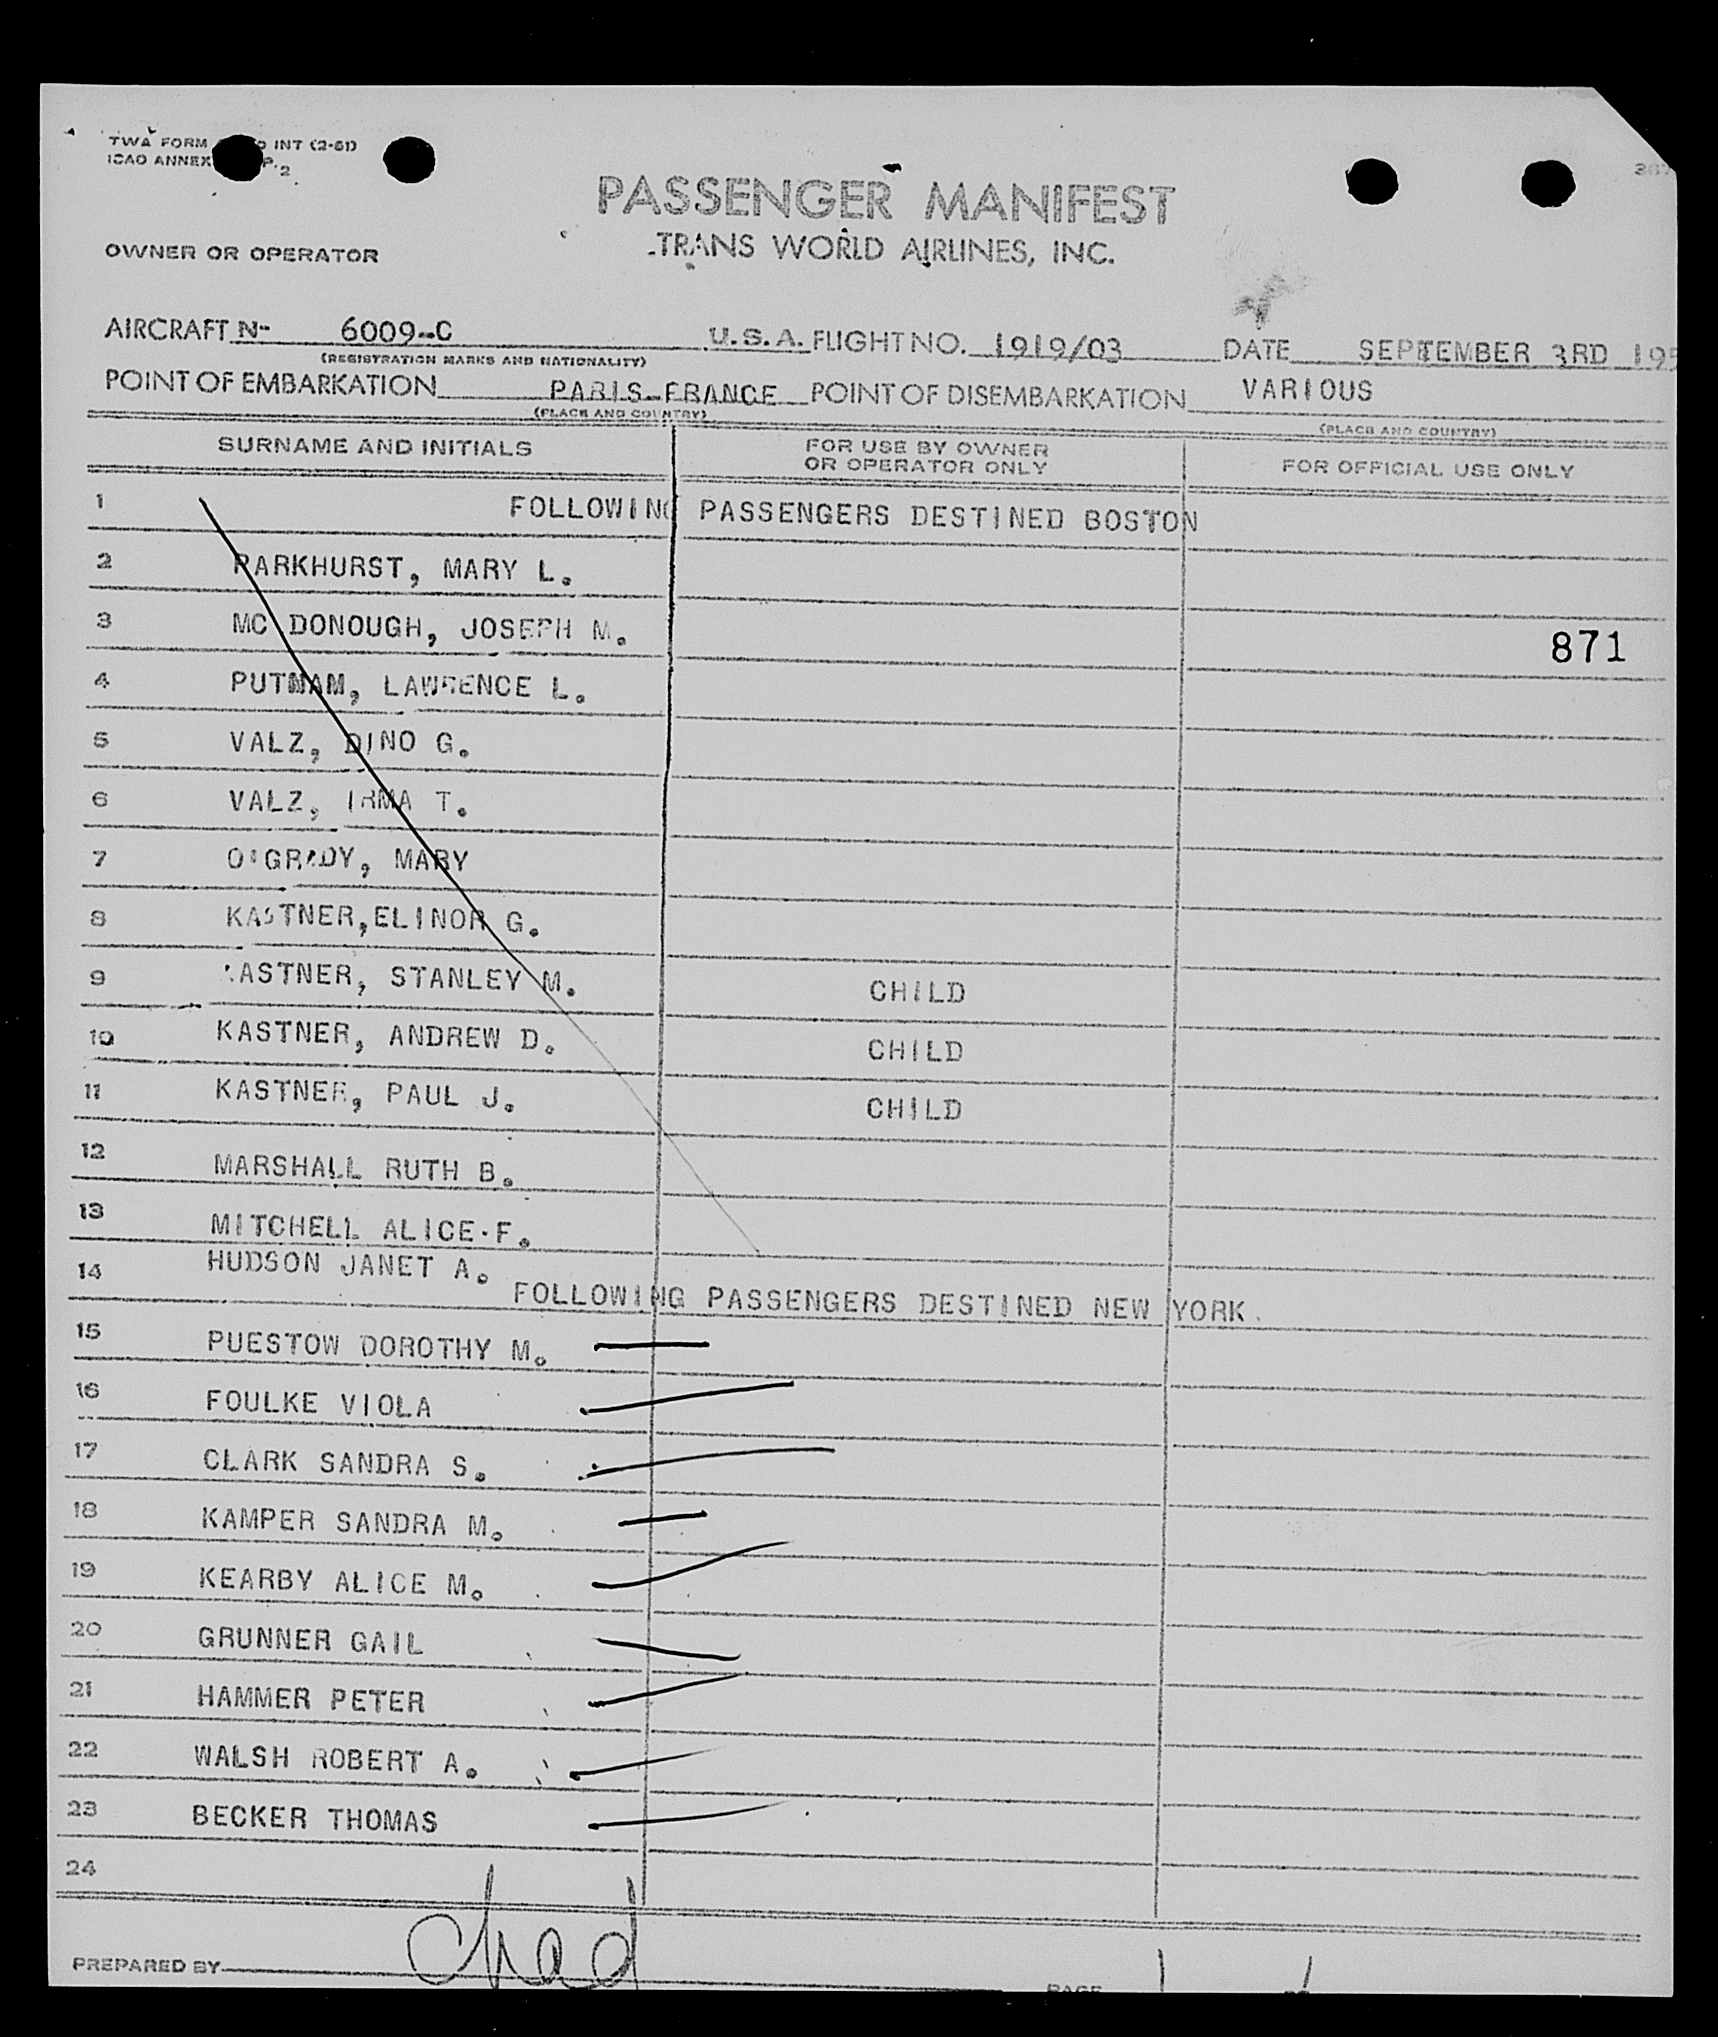 TWA FORM INT (2-51)
ICAO ANNEX P. 2
PASSENGER MANIFEST
TRANS WORLD AIRLINES, INC.
OWNER OR OPERATOR
AIRCRAFT N- 6009-C U.S.A. FLIGHT NO. 1919/03 DATE SEPTEMBER 3RD 195
(REGISTRATION MARKS AND NATIONALITY)
POINT OF EMBARKATION PARIS-FRANCE POINT OF DISEMBARKATION VARIOUS
(PLACE AND COUNTRY) (PLACE AND COUNTRY)
SURNAME AND INITIALS FOR USE BY OWNER OR OPERATOR ONLY FOR OFFICIAL USE ONLY
1 FOLLOWING PASSENGERS DESTINED BOSTON
2 PARKHURST, MARY L.
3 MC DONOUGH, JOSEPH M. 871
4 PUTNAM, LAWRENCE L.
5 VALZ, DINO G.
6 VALZ, IRMA T.
7 O'GRADY, MARY
8 KASTNER,ELINOR G.
9 KASTNER, STANLEY M. CHILD
10 KASTNER, ANDREW D. CHILD
11 KASTNER, PAUL J. CHILD
12 MARSHALL RUTH B.
13 MITCHELL ALICE.F.
14 HUDSON JANET A.
FOLLOWING PASSENGERS DESTINED NEW YORK.
15 PUESTOW DOROTHY M.
16 FOULKE VIOLA
17 CLARK SANDRA S.
18 KAMPER SANDRA M.
19 KEARBY ALICE M.
20 GRUNNER GAIL
21 HAMMER PETER
22 WALSH ROBERT A.
23 BECKER THOMAS
24
PREPARED BY PAGE